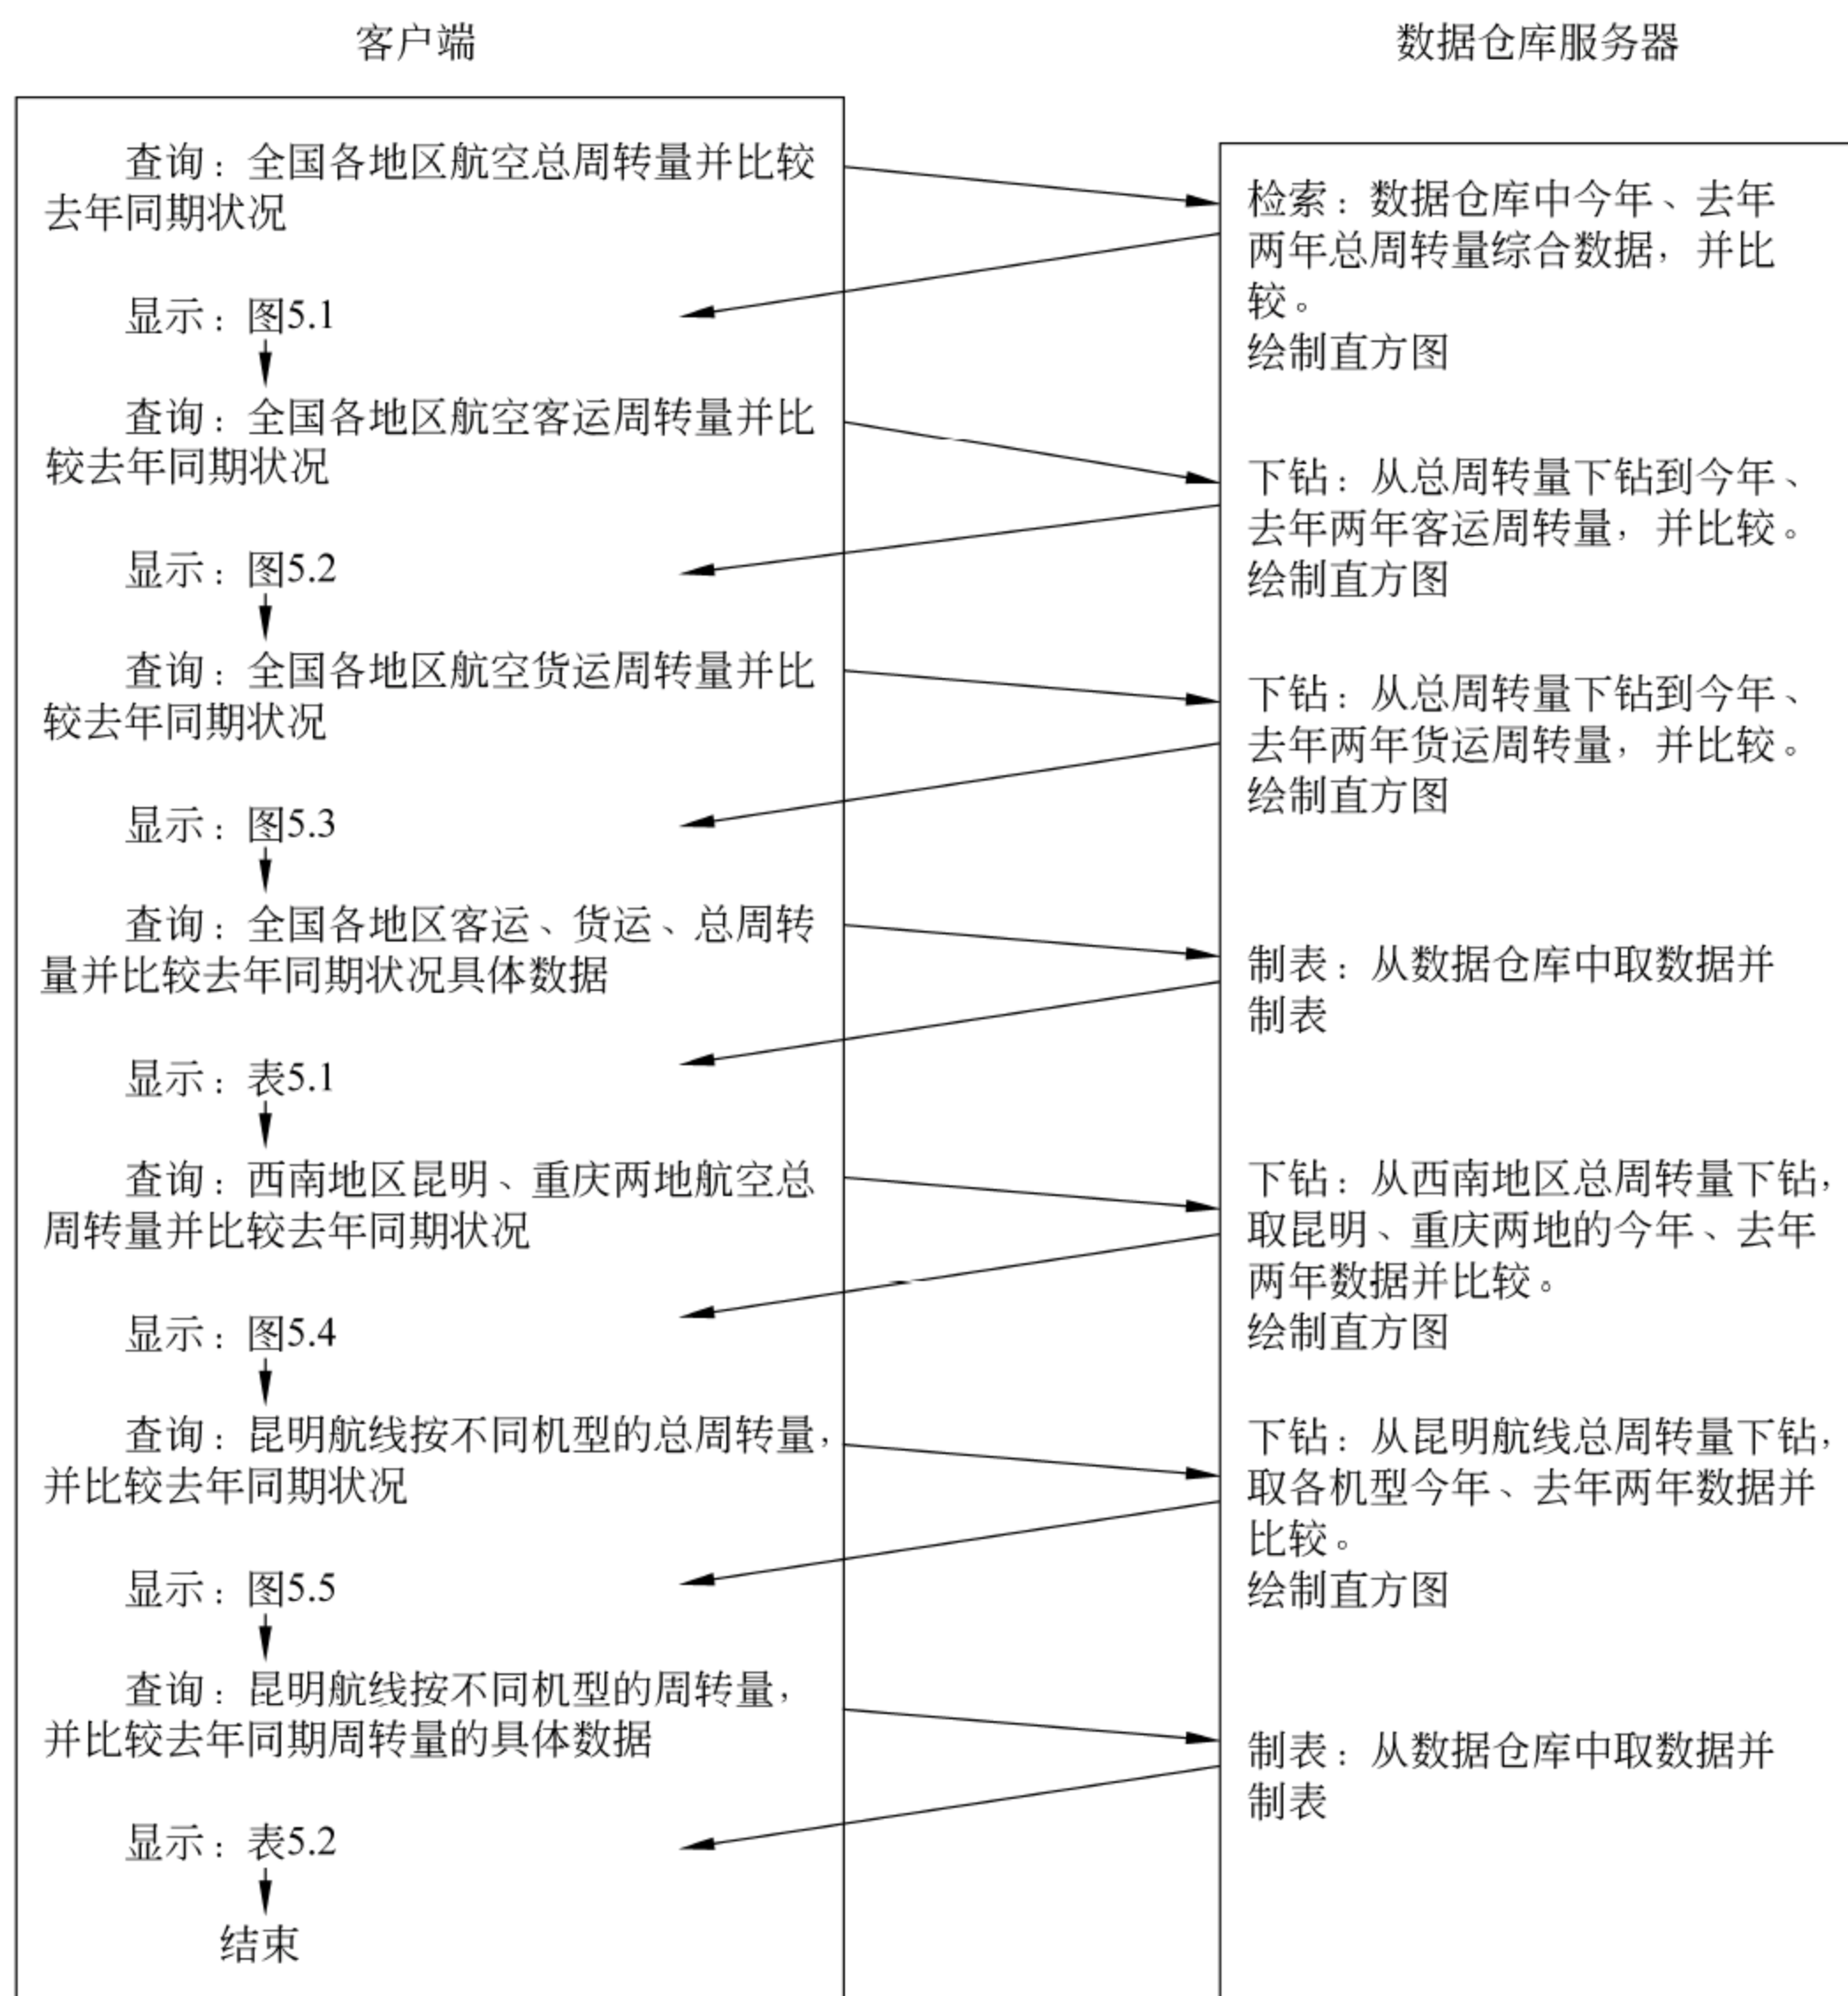 客户端
查询：全国各地区航空总周转量并比较
去年同期状况
显示：图5.1
查询：全国各地区航空客运周转量并比
较去年同期状况
显示：图5.2
查询：全国各地区航空货运周转量并比
较去年同期状况
显示：图5.3
查询：全国各地区客运、货运、总周转
量并比较去年同期状况具体数据
显示：表5.1
查询：西南地区昆明、重庆两地航空总
周转量并比较去年同期状况
显示：图5.4
查询：昆明航线按不同机型的总周转量，
并比较去年同期状况
显示：图5.5
查询：昆明航线按不同机型的周转量，
并比较去年同期周转量的具体数据
显示：表5.2
结束
数据仓库服务器
检索：数据仓库中今年、去年
两年总周转量综合数据，并比
较。
绘制直方图
下钻：从总周转量下钻到今年、
去年两年客运周转量，并比较。
绘制直方图
下钻：从总周转量下钻到今年、
去年两年货运周转量，并比较。
绘制直方图
制表：从数据仓库中取数据并
制表
下钻：从西南地区总周转量下钻，
取昆明、重庆两地的今年、去年
两年数据并比较。
绘制直方图
下钻：从昆明航线总周转量下钻，
取各机型今年、去年两年数据并
比较。
绘制直方图
制表：从数据仓库中取数据并
制表